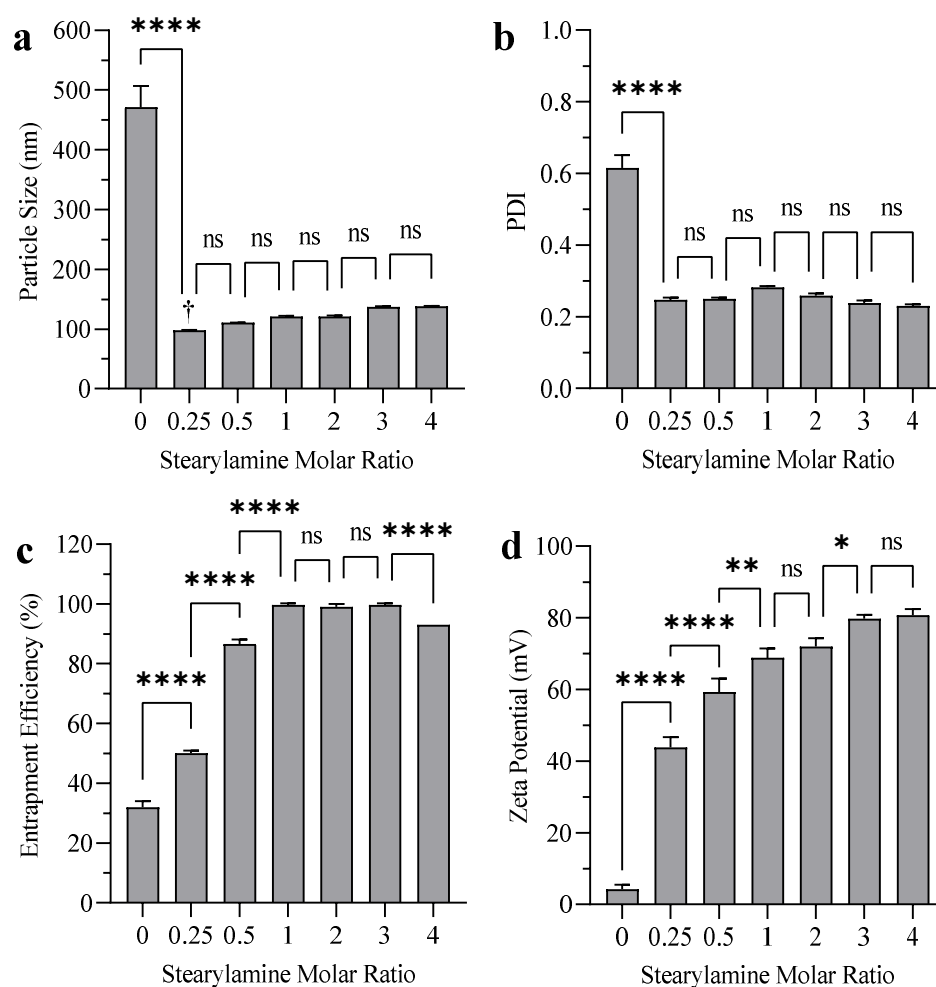 a
Particle Size (nm)
600
500
400
300
200
100
0
****
†
ns ns ns ns ns
0 0.25 0.5 1 2 3 4
Stearylamine Molar Ratio
b
PDI
1.0
0.8
0.6
0.4
0.2
0.0
****
ns ns ns ns ns
0 0.25 0.5 1 2 3 4
Stearylamine Molar Ratio
c
Entrapment Efficiency (%)
120
100
80
60
40
20
0
****
****
****
ns ns ****
0 0.25 0.5 1 2 3 4
Stearylamine Molar Ratio
d
Zeta Potential (mV)
100
80
60
40
20
0
****
****
**
ns
*
ns
0 0.25 0.5 1 2 3 4
Stearylamine Molar Ratio